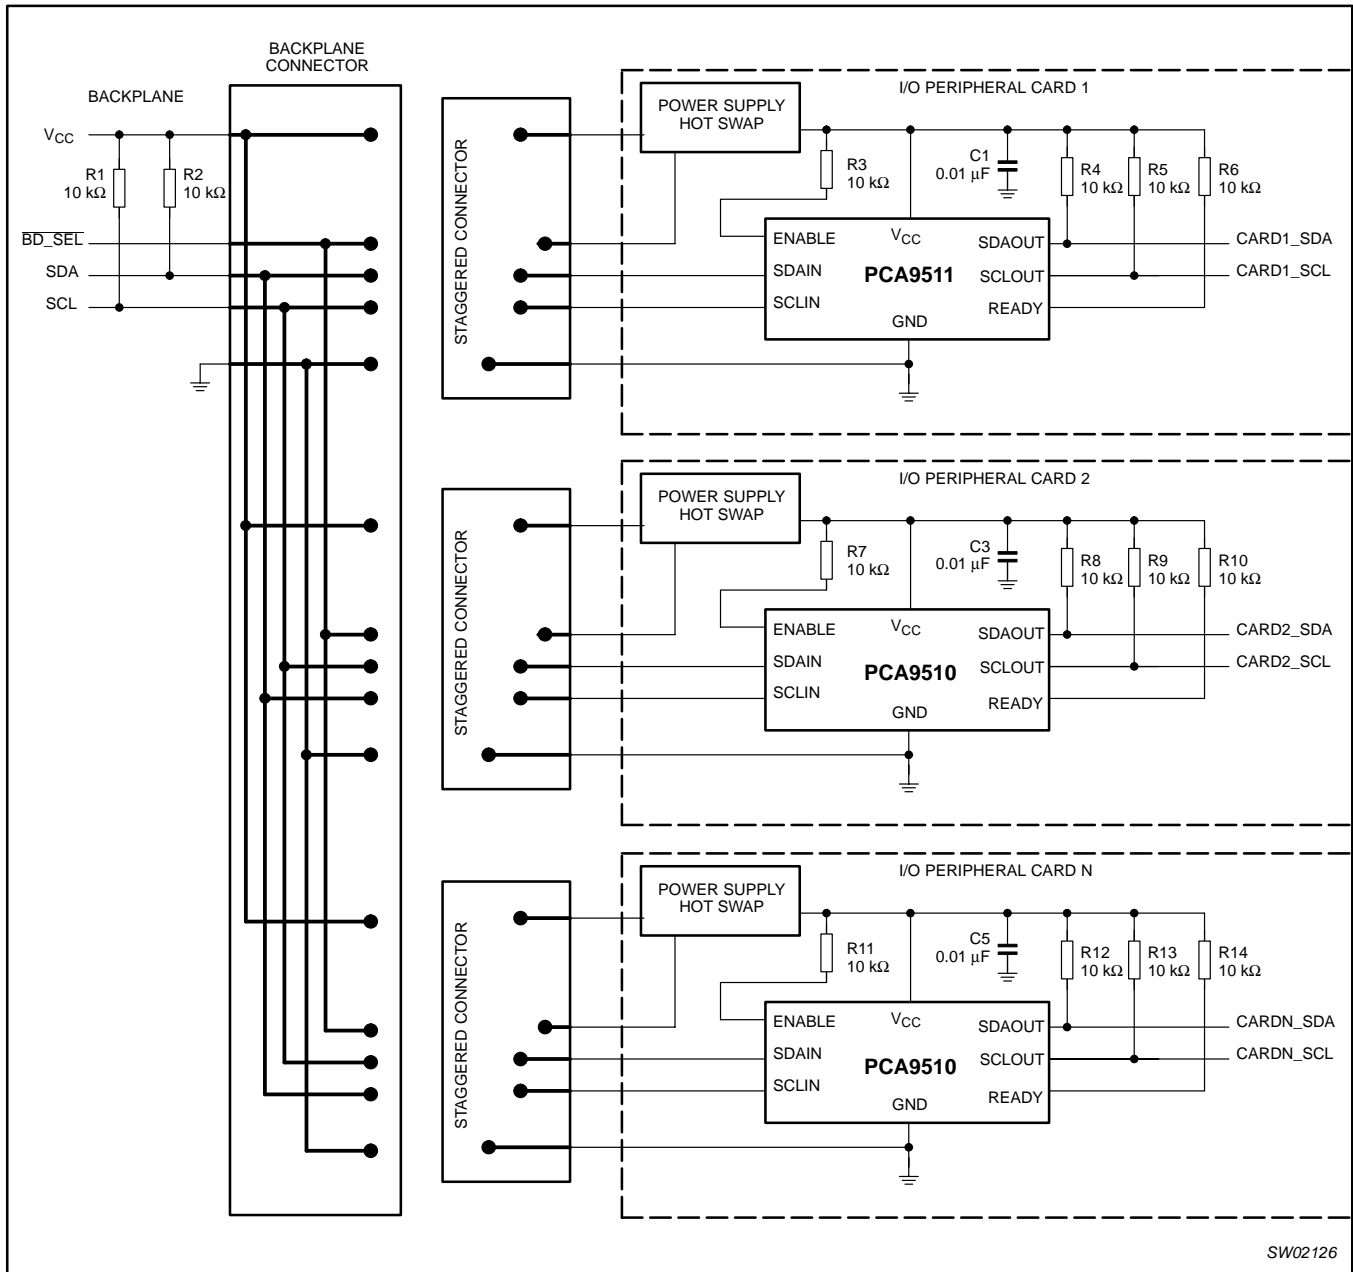 BACKPLANE
CONNECTOR
BACKPLANE
VCC
R1
10 kΩ
R2
10 kΩ
BD_SEL
SDA
SCL
STAGGERED CONNECTOR
I/O PERIPHERAL CARD 1
POWER SUPPLY
HOT SWAP
R3
10 kΩ
C1
0.01 μF
R4
10 kΩ
R5
10 kΩ
R6
10 kΩ
ENABLE
VCC
SDAOUT
CARD1_SDA
SDAIN
PCA9511
SCLOUT
CARD1_SCL
SCLIN
READY
GND
STAGGERED CONNECTOR
I/O PERIPHERAL CARD 2
POWER SUPPLY
HOT SWAP
R7
10 kΩ
C3
0.01 μF
R8
10 kΩ
R9
10 kΩ
R10
10 kΩ
ENABLE
VCC
SDAOUT
CARD2_SDA
SDAIN
PCA9510
SCLOUT
CARD2_SCL
SCLIN
READY
GND
STAGGERED CONNECTOR
I/O PERIPHERAL CARD N
POWER SUPPLY
HOT SWAP
R11
10 kΩ
C5
0.01 μF
R12
10 kΩ
R13
10 kΩ
R14
10 kΩ
ENABLE
VCC
SDAOUT
CARDN_SDA
SDAIN
PCA9510
SCLOUT
CARDN_SCL
SCLIN
READY
GND
SW02126